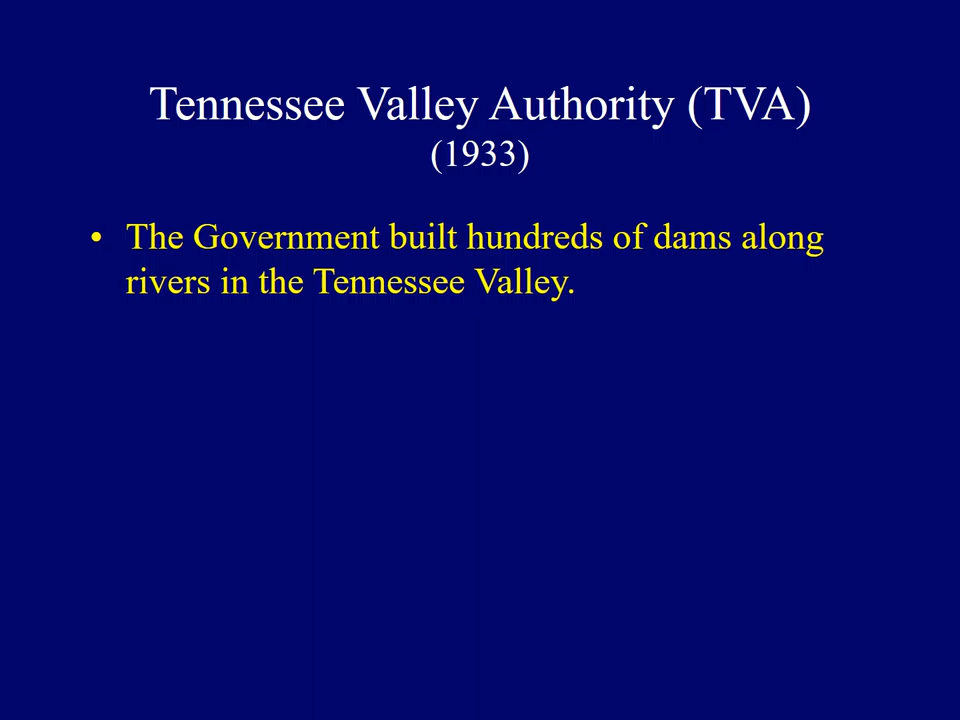 Tennessee Valley Authority (TVA)
(1933)
• The Government built hundreds of dams along
rivers in the Tennessee Valley.